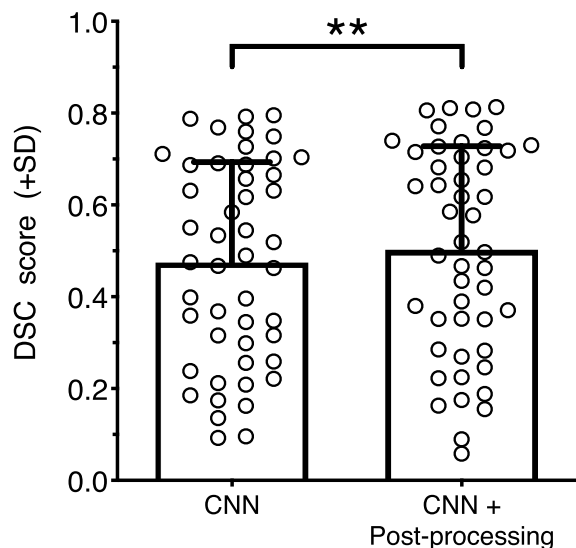 **
1.0
0.8
0.6
0.4
0.2
0.0
DSC score (+SD)
CNN
CNN +
Post-processing